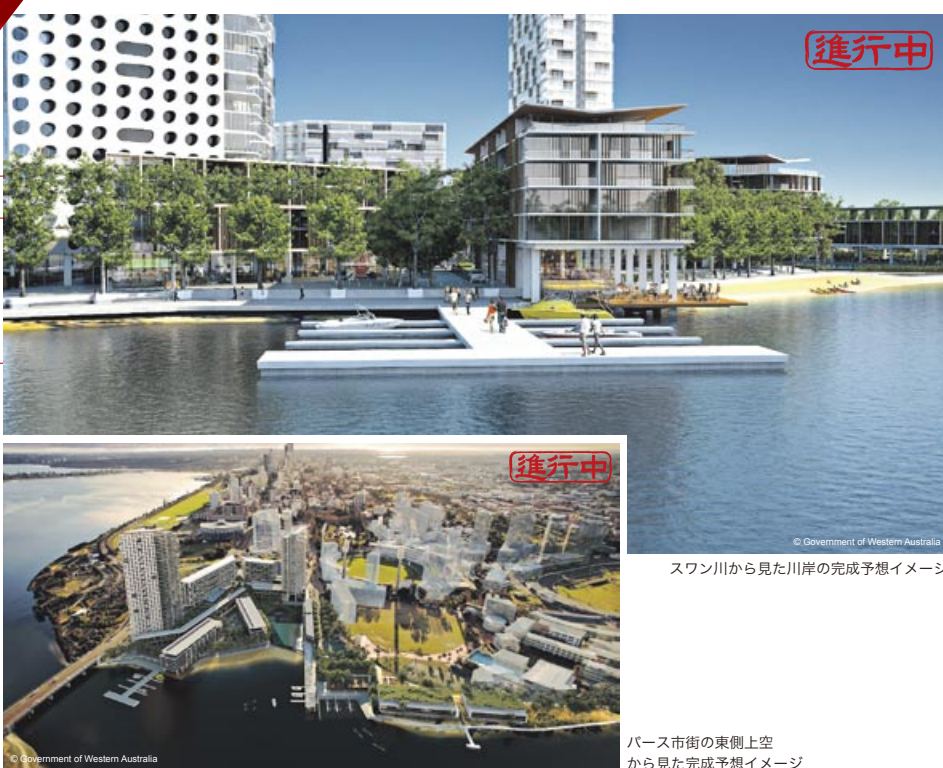 進行中
© Government of Western Australia
スワン川から見た川岸の完成予想イメージ
進行中
© Government of Western Australia
パース市街の東側上空
から見た完成予想イメージ